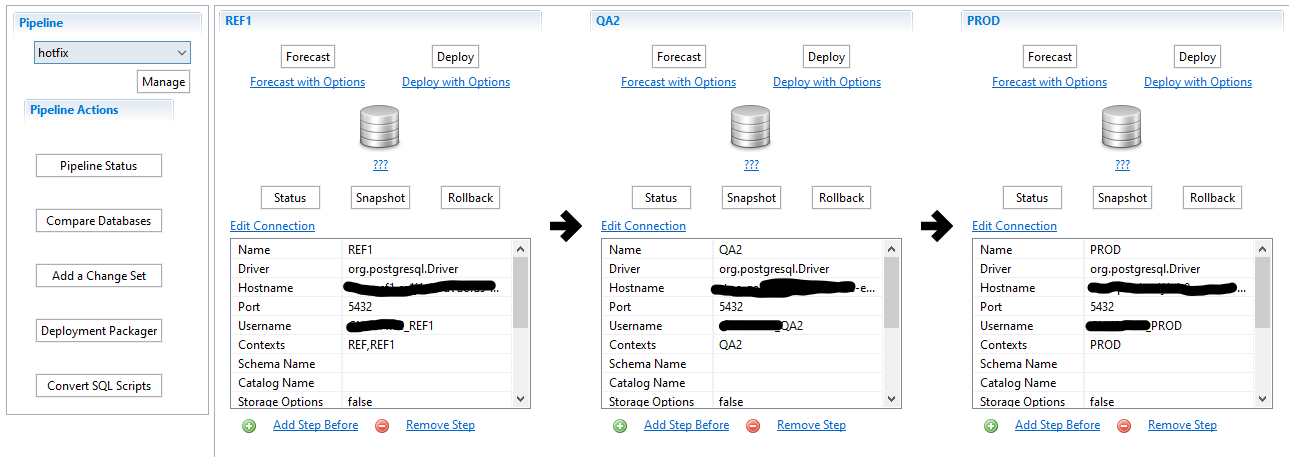 Pipeline
hotfix
Manage
Pipeline Actions
Pipeline Status
Compare Databases
Add a Change Set
Deployment Packager
Convert SQL Scripts
REF1
Forecast Deploy
Forecast with Options Deploy with Options
???
Status Snapshot Rollback
Edit Connection
Name REF1
Driver org.postgresql.Driver
Hostname
Port 5432
Username _REF1
Contexts REF,REF1
Schema Name
Catalog Name
Storage Options false
Add Step Before Remove Step
QA2
Forecast Deploy
Forecast with Options Deploy with Options
???
Status Snapshot Rollback
Edit Connection
Name QA2
Driver org.postgresql.Driver
Hostname -e...
Port 5432
Username _QA2
Contexts QA2
Schema Name
Catalog Name
Storage Options false
Add Step Before Remove Step
PROD
Forecast Deploy
Forecast with Options Deploy with Options
???
Status Snapshot Rollback
Edit Connection
Name PROD
Driver org.postgresql.Driver
Hostname
Port 5432
Username _PROD
Contexts PROD
Schema Name
Catalog Name
Storage Options false
Add Step Before Remove Step